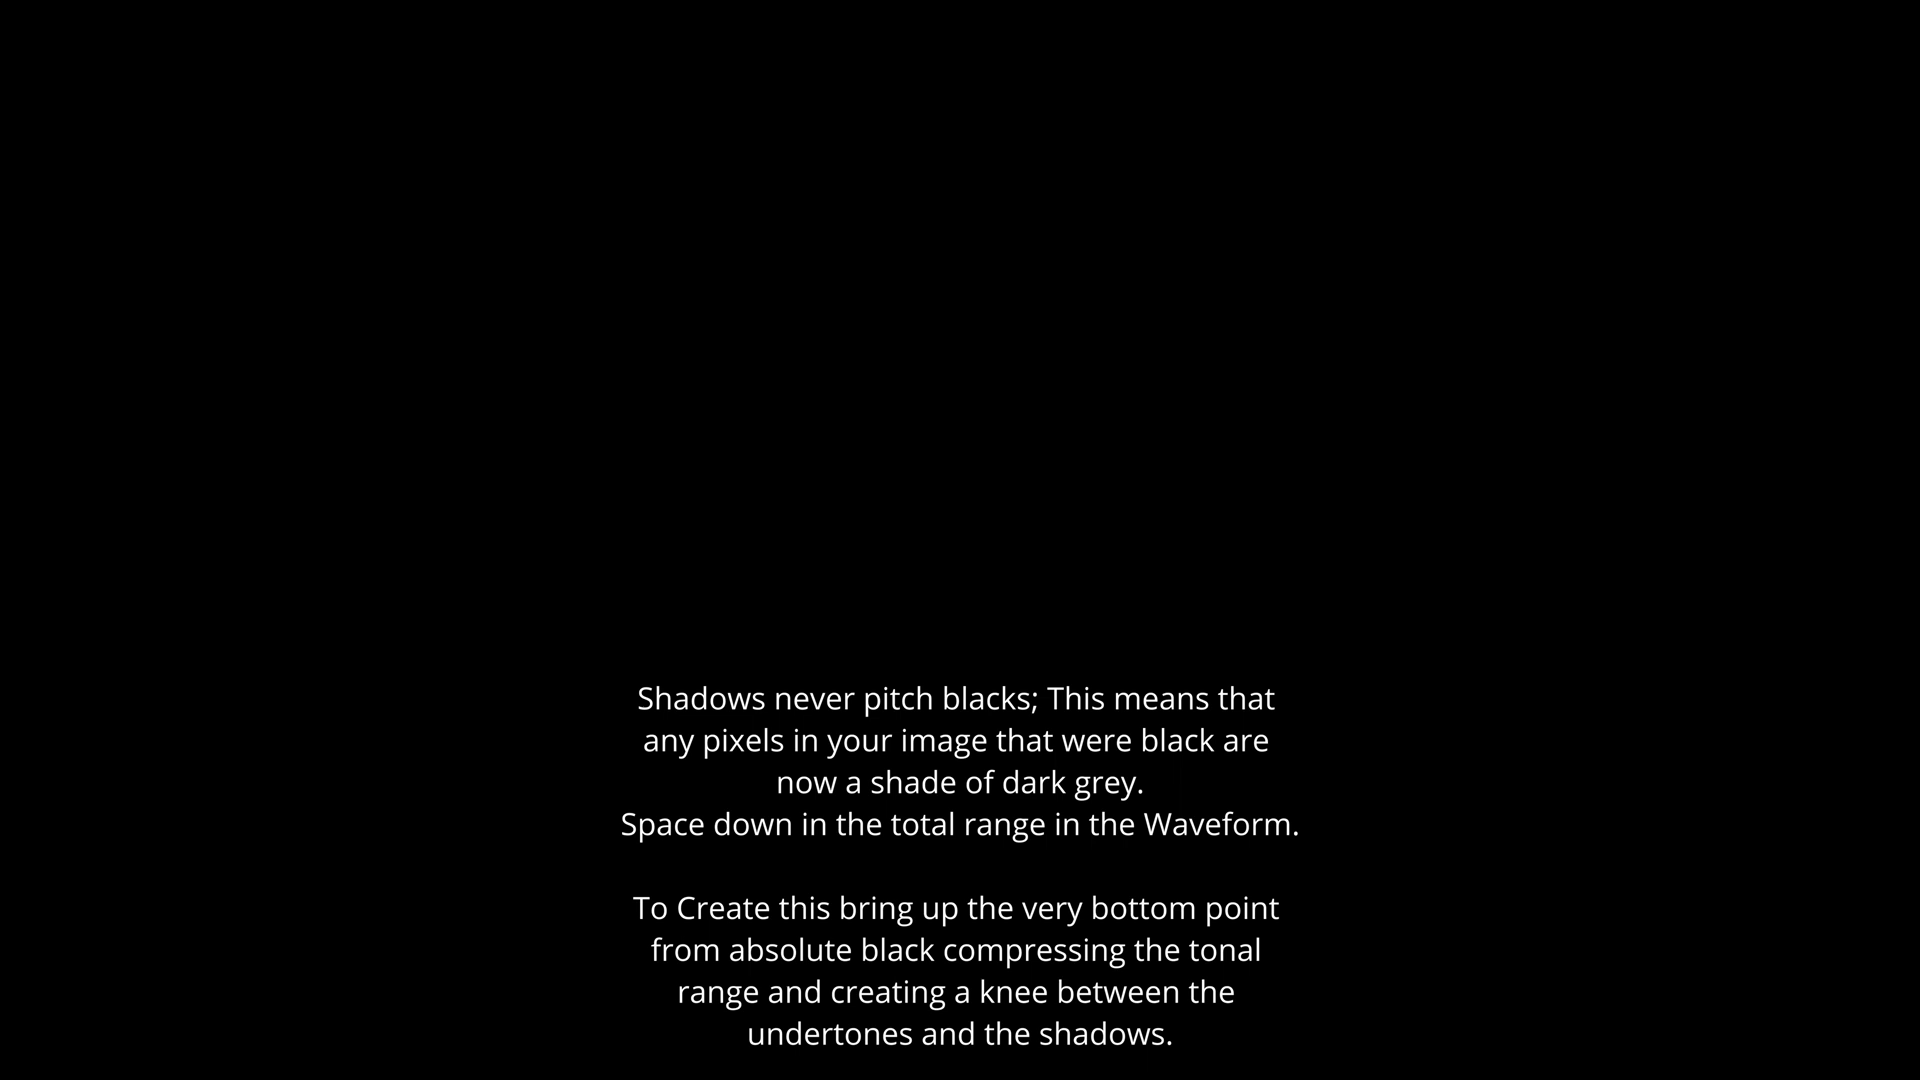 Shadows never pitch blacks; This means that
any pixels in your image that were black are
now a shade of dark grey.
Space down in the total range in the Waveform.
To Create this bring up the very bottom point
from absolute black compressing the tonal
range and creating a knee between the
undertones and the shadows.